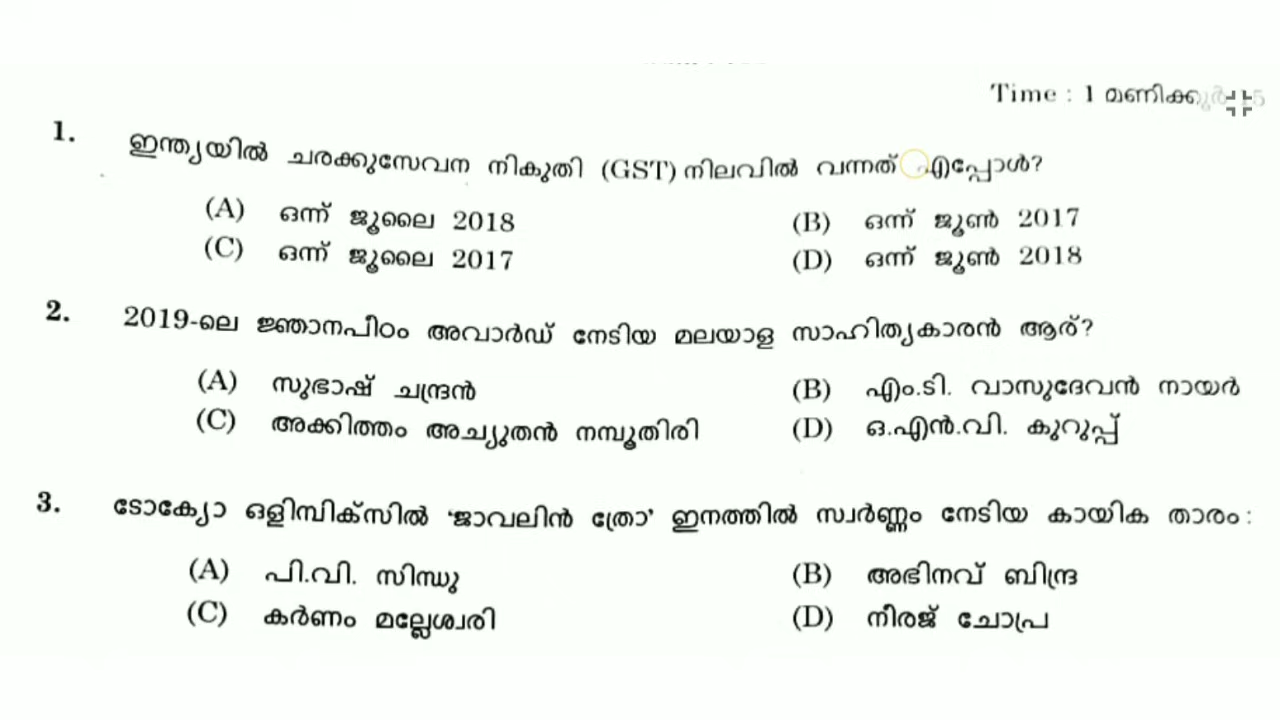 Time : 1 മണിക്കൂർ 15
1. ഇന്ത്യയിൽ ചരക്കുസേവന നികുതി (GST) നിലവിൽ വന്നത് എപ്പോൾ?
(A) ഒന്ന് ജൂലൈ 2018 (B) ഒന്ന് ജൂൺ 2017
(C) ഒന്ന് ജൂലൈ 2017 (D) ഒന്ന് ജൂൺ 2018
2. 2019-ലെ ജ്ഞാനപീഠം അവാർഡ് നേടിയ മലയാള സാഹിത്യകാരൻ ആര്?
(A) സുഭാഷ് ചന്ദ്രൻ (B) എം.ടി. വാസുദേവൻ നായർ
(C) അക്കിത്തം അച്യുതൻ നമ്പൂതിരി (D) ഒ.എൻ.വി. കുറുപ്പ്
3. ടോക്യോ ഒളിമ്പിക്സിൽ ‘ജാവലിൻ ത്രോ’ ഇനത്തിൽ സ്വർണ്ണം നേടിയ കായിക താരം :
(A) പി.വി. സിന്ധു (B) അഭിനവ് ബിന്ദ്ര
(C) കർണം മല്ലേശ്വരി (D) നീരജ് ചോപ്ര